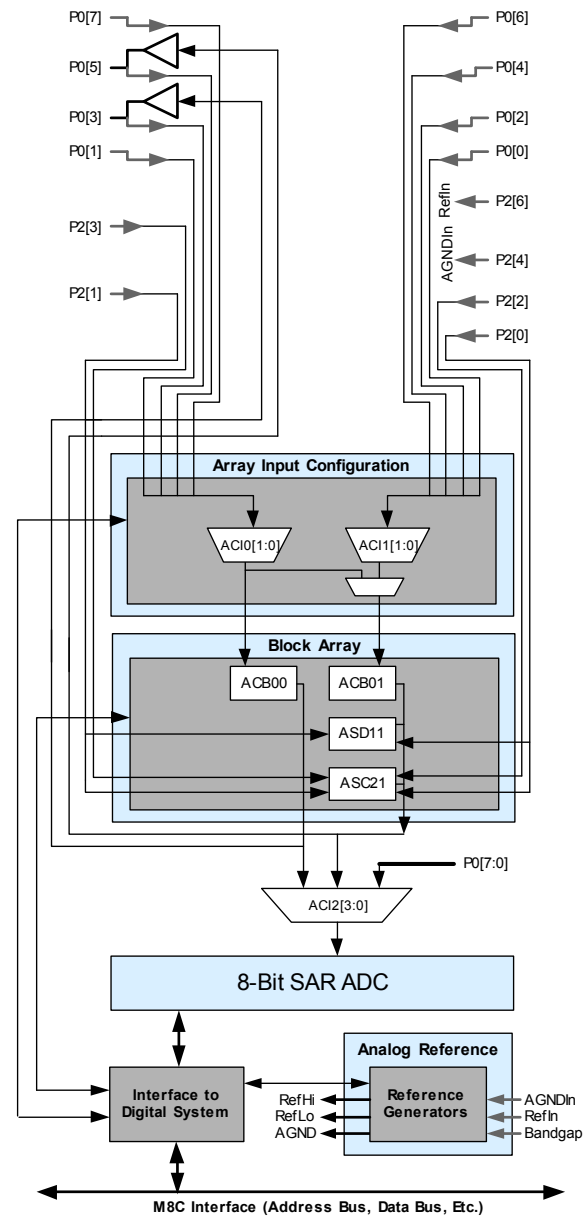 P0[7]
P0[6]
P0[5]
P0[4]
P0[3]
P0[2]
P0[1]
P0[0]
P2[6]
AGNDIn RefIn
P2[3]
P2[4]
P2[1]
P2[2]
P2[0]
Array Input Configuration
ACI0[1:0]
ACI1[1:0]
Block Array
ACB00
ACB01
ASD11
ASC21
P0[7:0]
ACI2[3:0]
8-Bit SAR ADC
Analog Reference
Interface to
Digital System
RefHi
RefLo
AGND
Reference
Generators
AGNDIn
RefIn
Bandgap
M8C Interface (Address Bus, Data Bus, Etc.)